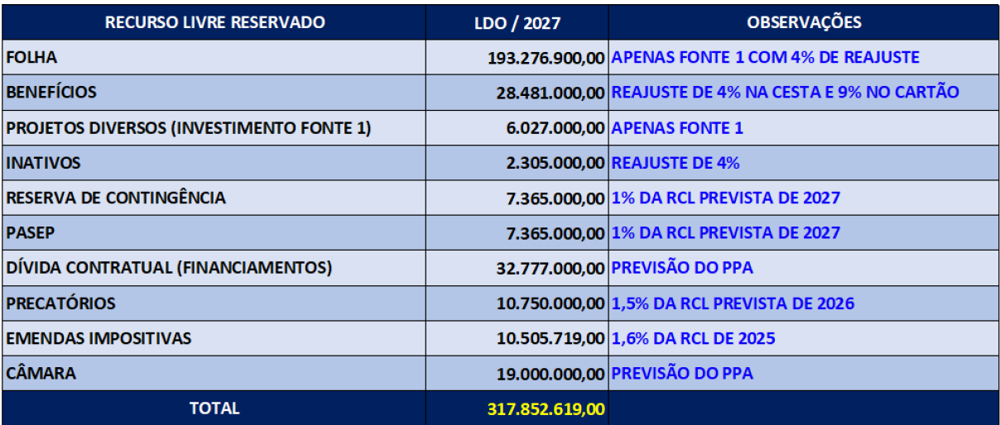 RECURSO LIVRE RESERVADO LDO / 2027 OBSERVAÇÕES
FOLHA 193.276.900,00 APENAS FONTE 1 COM 4% DE REAJUSTE
BENEFÍCIOS 28.481.000,00 REAJUSTE DE 4% NA CESTA E 9% NO CARTÃO
PROJETOS DIVERSOS (INVESTIMENTO FONTE 1) 6.027.000,00 APENAS FONTE 1
INATIVOS 2.305.000,00 REAJUSTE DE 4%
RESERVA DE CONTINGÊNCIA 7.365.000,00 1% DA RCL PREVISTA DE 2027
PASEP 7.365.000,00 1% DA RCL PREVISTA DE 2027
DÍVIDA CONTRATUAL (FINANCIAMENTOS) 32.777.000,00 PREVISÃO DO PPA
PRECATÓRIOS 10.750.000,00 1,5% DA RCL PREVISTA DE 2026
EMENDAS IMPOSITIVAS 10.505.719,00 1,6% DA RCL DE 2025
CÂMARA 19.000.000,00 PREVISÃO DO PPA
TOTAL 317.852.619,00